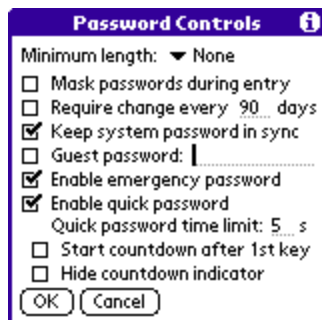 Password Controls
Minimum length: None
Mask passwords during entry
Require change every 90 days
Keep system password in sync
Guest password:
Enable emergency password
Enable quick password
Quick password time limit: 5 s
Start countdown after 1st key
Hide countdown indicator
OK Cancel